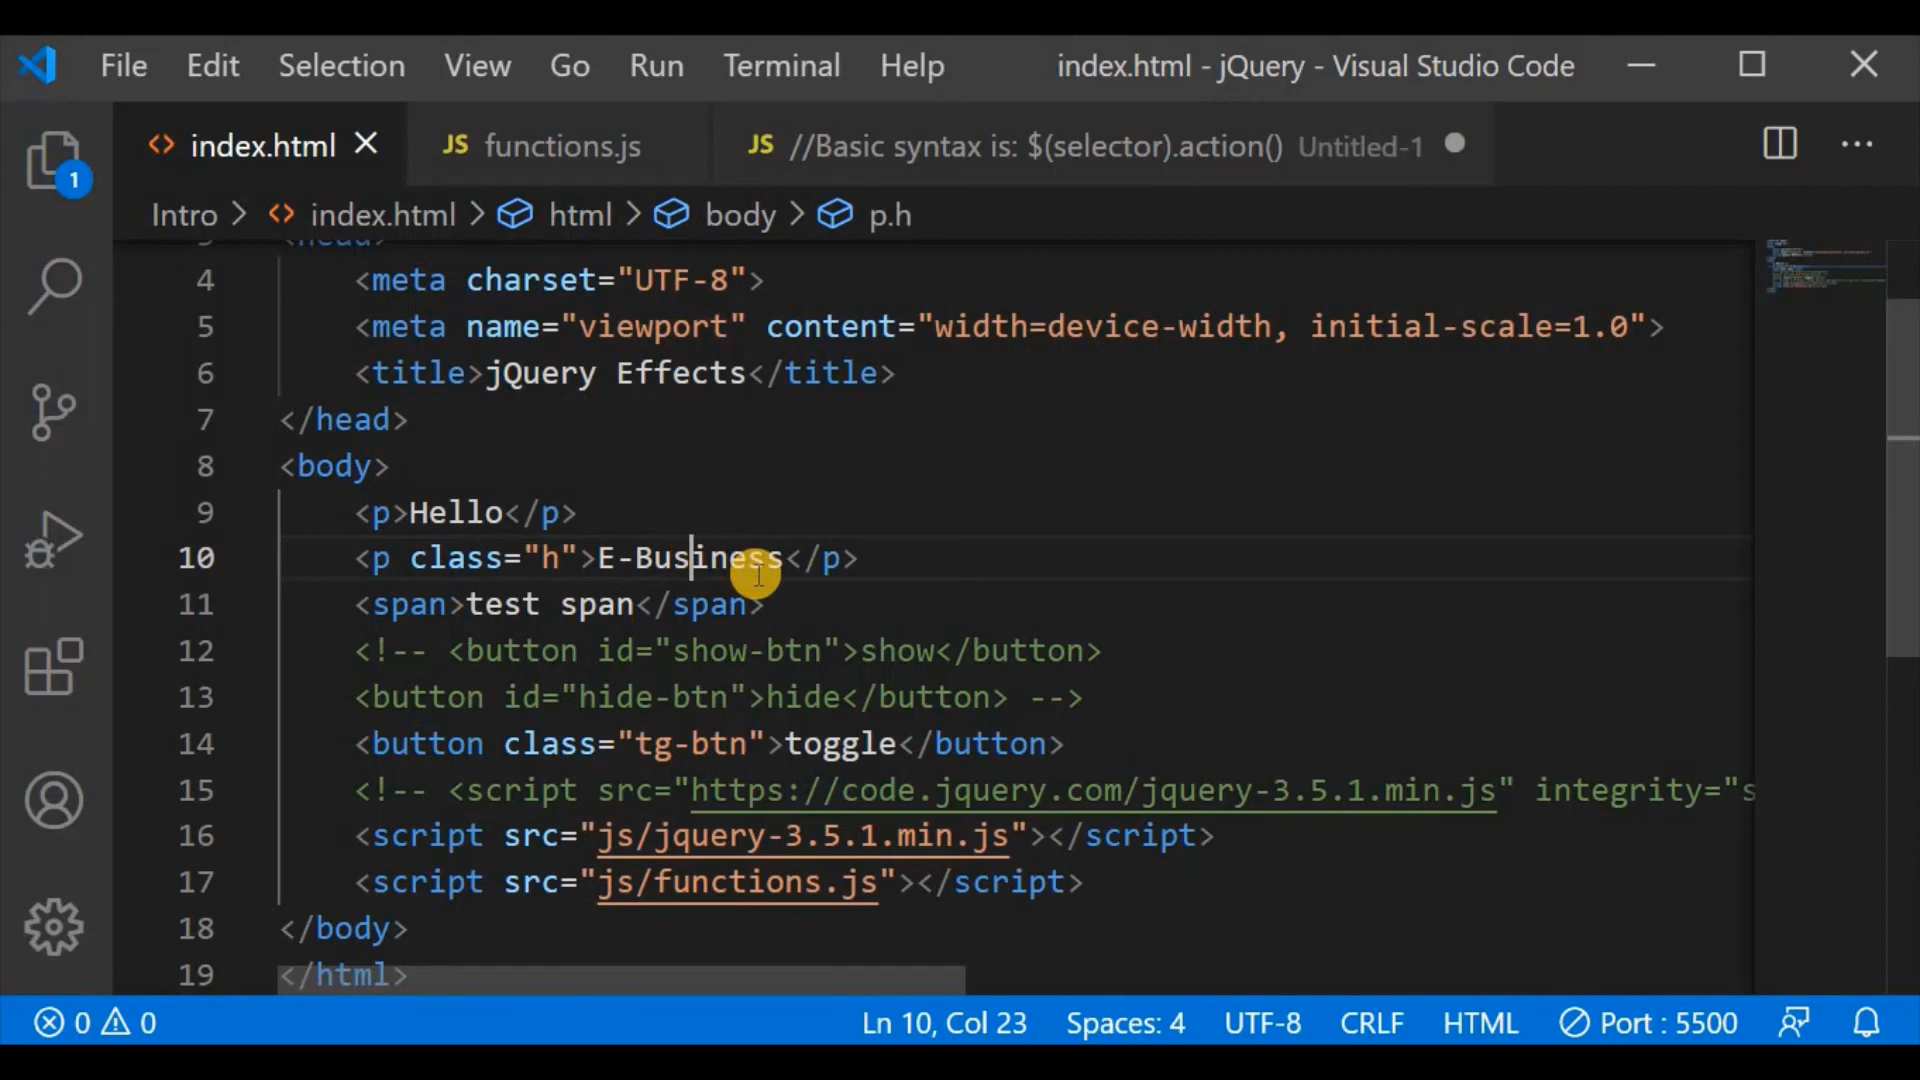 File Edit Selection View Go Run Terminal Help index.html - jQuery - Visual Studio Code
index.html JS functions.js JS //Basic syntax is: $(selector).action() Untitled-1
1
Intro > index.html > html > body > p.h
3 <head>
4 <meta charset="UTF-8">
5 <meta name="viewport" content="width=device-width, initial-scale=1.0">
6 <title>jQuery Effects</title>
7 </head>
8 <body>
9 <p>Hello</p>
10 <p class="h">E-Business</p>
11 <span>test span</span>
12 <!-- <button id="show-btn">show</button>
13 <button id="hide-btn">hide</button> -->
14 <button class="tg-btn">toggle</button>
15 <!-- <script src="https://code.jquery.com/jquery-3.5.1.min.js" integrity="s
16 <script src="js/jquery-3.5.1.min.js"></script>
17 <script src="js/functions.js"></script>
18 </body>
19 </html>
0 0 Ln 10, Col 23 Spaces: 4 UTF-8 CRLF HTML Port : 5500